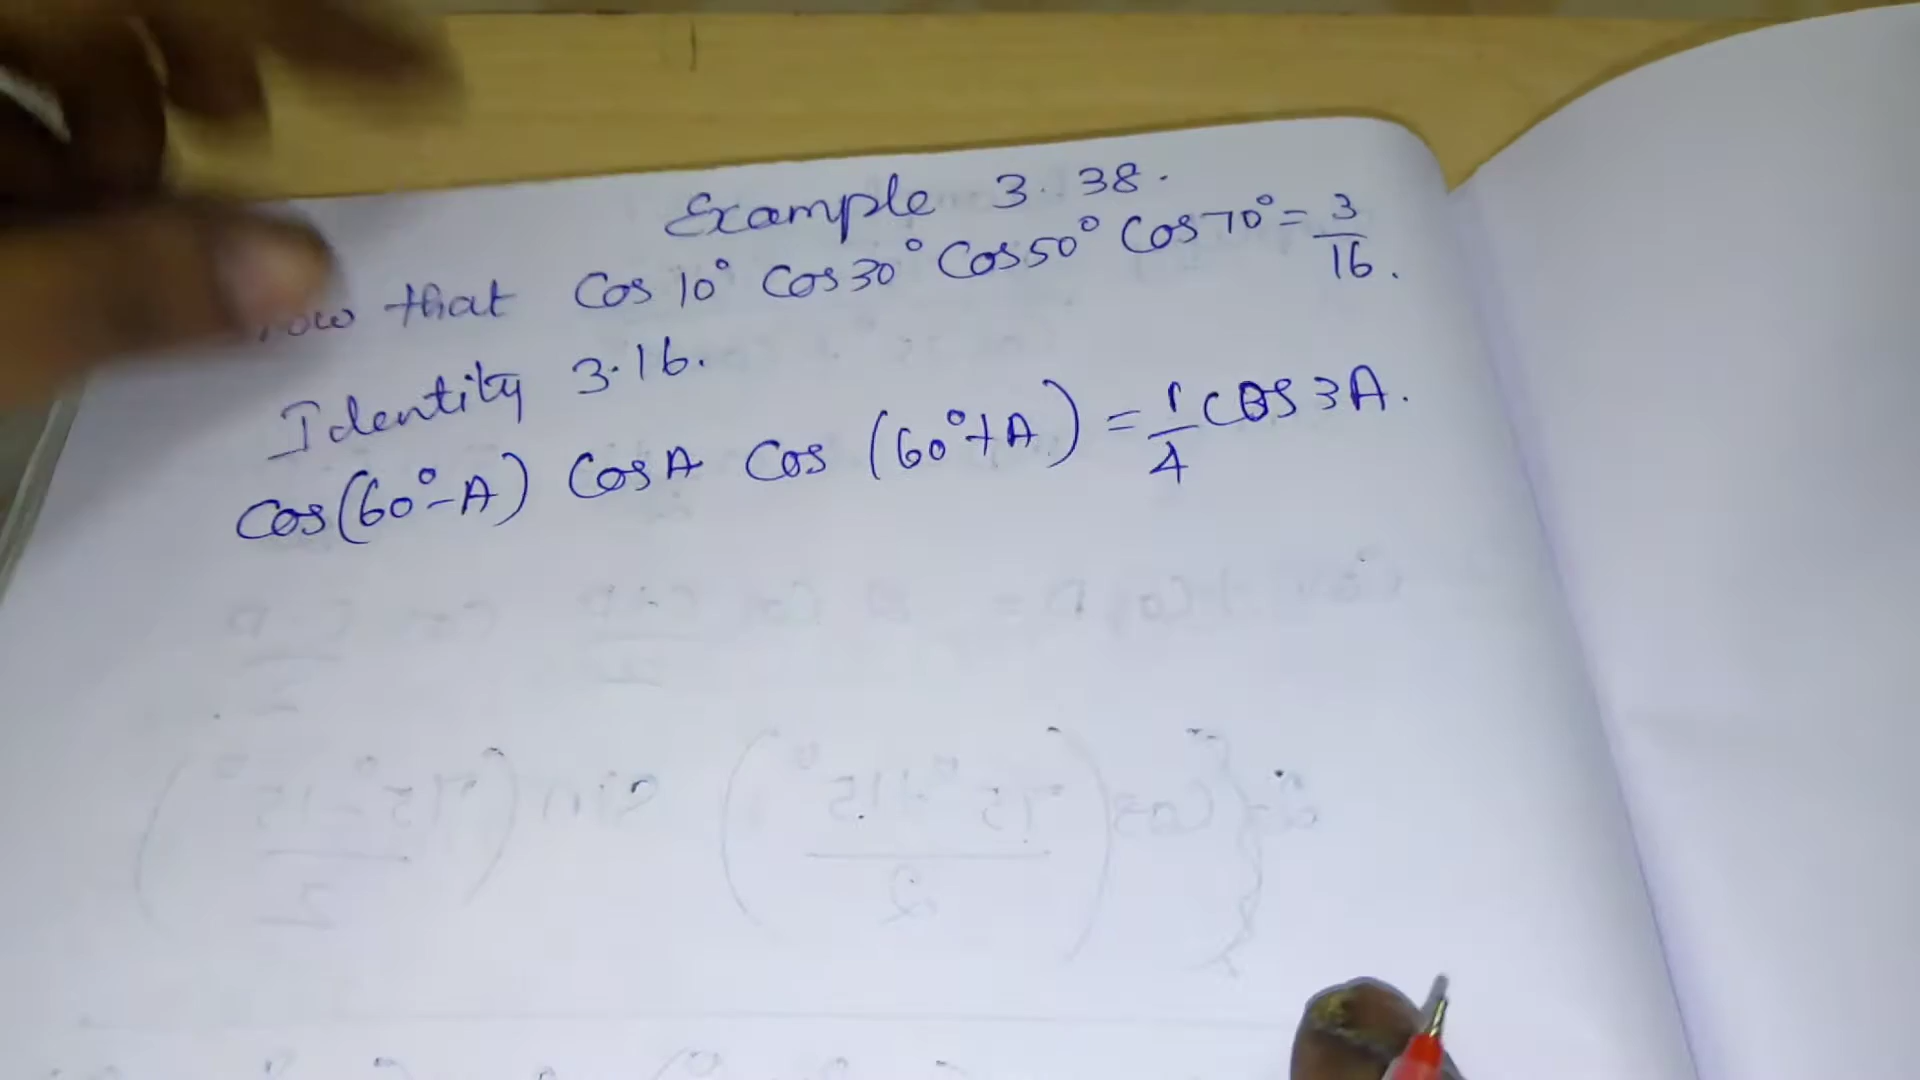 Example 3.38.
that Cos 10° Cos 30° Cos 50° Cos 70° = 3/16.
Identity 3.16.
Cos(60°-A) Cos A Cos (60°+A) = 1/4 Cos 3A.